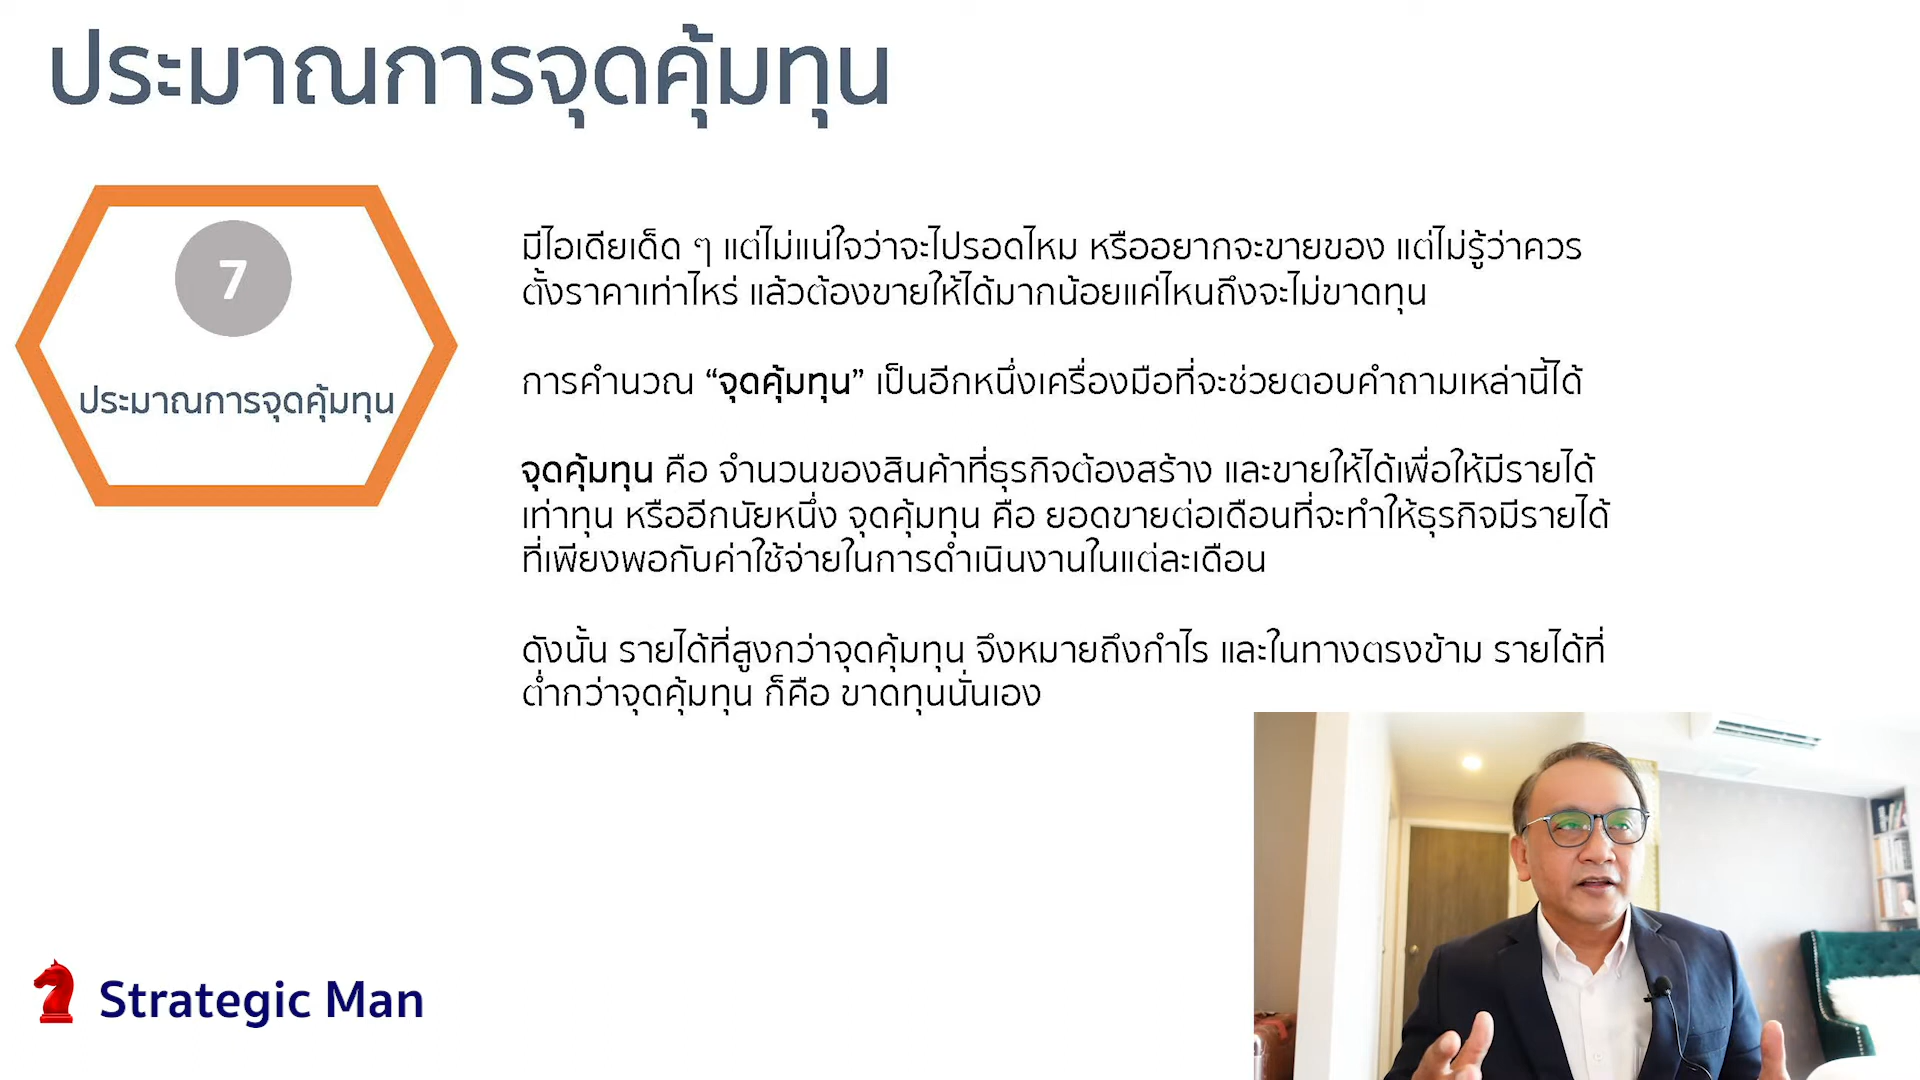 ประมาณการจุดคุ้มทุน
7
ประมาณการจุดคุ้มทุน
มีไอเดียเด็ด ๆ แต่ไม่แน่ใจว่าจะไปรอดไหม หรืออยากจะขายของ แต่ไม่รู้ว่าควร
ตั้งราคาเท่าไหร่ แล้วต้องขายให้ได้มากน้อยแค่ไหนถึงจะไม่ขาดทุน
การคำนวณ “จุดคุ้มทุน” เป็นอีกหนึ่งเครื่องมือที่จะช่วยตอบคำถามเหล่านี้ได้
จุดคุ้มทุน คือ จำนวนของสินค้าที่ธุรกิจต้องสร้าง และขายให้ได้เพื่อให้มีรายได้
เท่าทุน หรืออีกนัยหนึ่ง จุดคุ้มทุน คือ ยอดขายต่อเดือนที่จะทำให้ธุรกิจมีรายได้
ที่เพียงพอกับค่าใช้จ่ายในการดำเนินงานในแต่ละเดือน
ดังนั้น รายได้ที่สูงกว่าจุดคุ้มทุน จึงหมายถึงกำไร และในทางตรงข้าม รายได้ที่
ต่ำกว่าจุดคุ้มทุน ก็คือ ขาดทุนนั่นเอง
Strategic Man